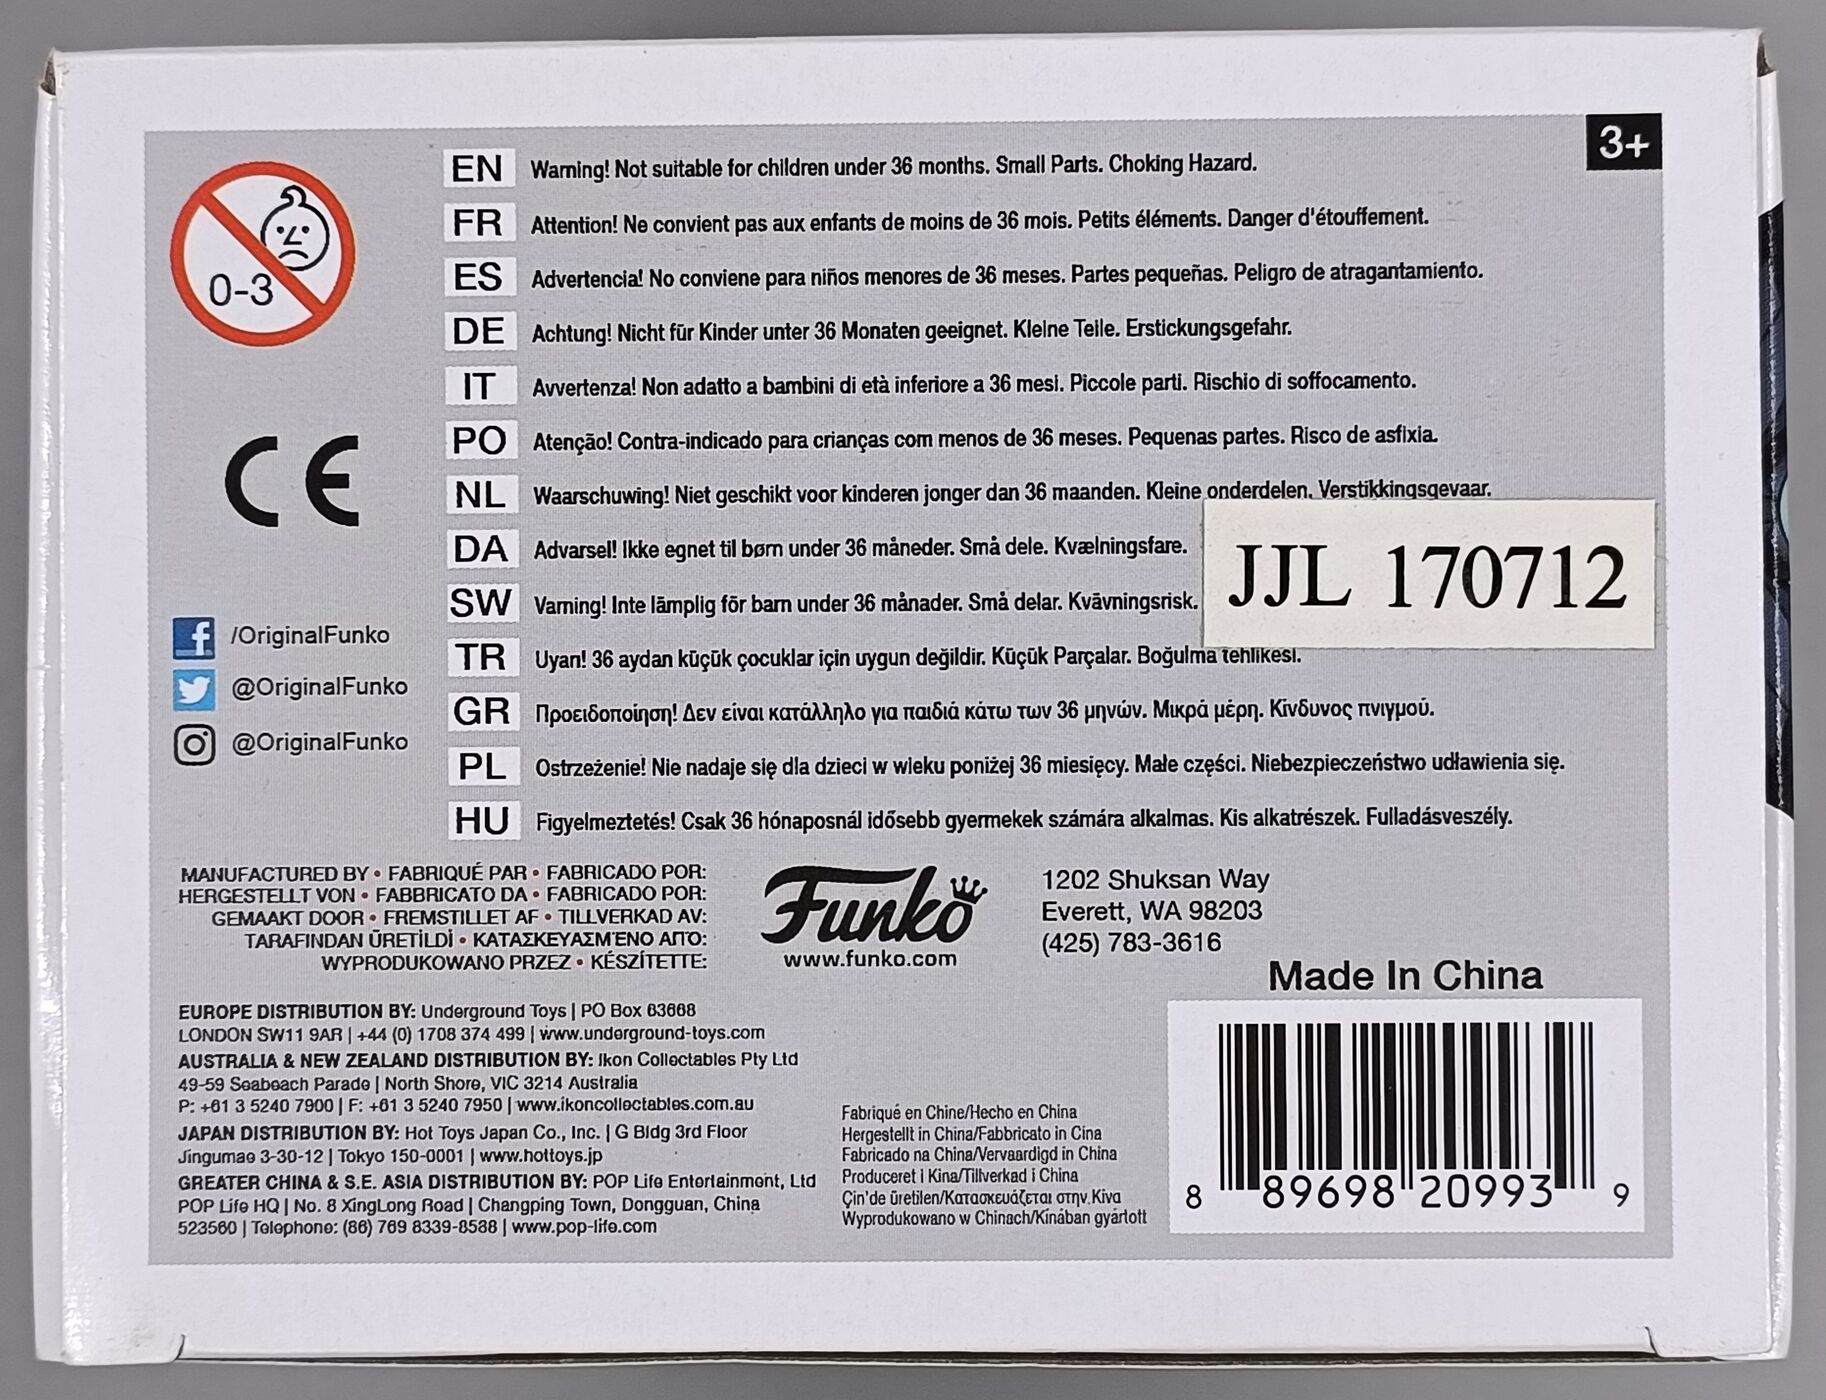 3+
0-3
EN Warning! Not suitable for children under 36 months. Small Parts. Choking Hazard.
FR Attention! Ne convient pas aux enfants de moins de 36 mois. Petits éléments. Danger d'étouffement.
ES Advertencia! No conviene para niños menores de 36 meses. Partes pequeñas. Peligro de atragantamiento.
DE Achtung! Nicht für Kinder unter 36 Monaten geeignet. Kleine Teile. Erstickungsgefahr.
IT Avvertenza! Non adatto a bambini di età inferiore a 36 mesi. Piccole parti. Rischio di soffocamento.
PO Atenção! Contra-indicado para crianças com menos de 36 meses. Pequenas partes. Risco de asfixia.
NL Waarschuwing! Niet geschikt voor kinderen jonger dan 36 maanden. Kleine onderdelen. Verstikkingsgevaar.
DA Advarsel! Ikke egnet til børn under 36 måneder. Små dele. Kvælningsfare.
SW Varning! Inte lämplig för barn under 36 månader. Små delar. Kvävningsrisk.
TR Uyan! 36 aydan küçük çocuklar için uygun değildir. Küçük Parçalar. Boğulma tehlikesi.
GR Προειδοποίηση! Δεν είναι κατάλληλο για παιδιά κάτω των 36 μηνών. Μικρά μέρη. Κίνδυνος πνιγμού.
PL Ostrzeżenie! Nie nadaje się dla dzieci w wieku poniżej 36 miesięcy. Małe części. Niebezpieczeństwo udławienia się.
HU Figyelmeztetés! Csak 36 hónaposnál idősebb gyermekek számára alkalmas. Kis alkatrészek. Fulladásveszély.
JJL 170712
CE
/OriginalFunko
@OriginalFunko
@OriginalFunko
MANUFACTURED BY • FABRIQUÉ PAR • FABRICADO POR:
HERGESTELLT VON • FABBRICATO DA • FABRICADO POR:
GEMAAKT DOOR • FREMSTILLET AF • TILLVERKAD AV:
TARAFINDAN ÜRETİLDİ • ΚΑΤΑΣΚΕΥΑΣΜΈΝΟ ΑΠΌ:
WYPRODUKOWANO PRZEZ • KÉSZÍTETTE:
Funko
www.funko.com
1202 Shuksan Way
Everett, WA 98203
(425) 783-3616
Made In China
EUROPE DISTRIBUTION BY: Underground Toys | PO Box 63668
LONDON SW11 9AR | +44 (0) 1708 374 499 | www.underground-toys.com
AUSTRALIA & NEW ZEALAND DISTRIBUTION BY: Ikon Collectables Pty Ltd
49-59 Seabeach Parade | North Shore, VIC 3214 Australia
P: +61 3 5240 7900 | F: +61 3 5240 7950 | www.ikoncollectables.com.au
JAPAN DISTRIBUTION BY: Hot Toys Japan Co., Inc. | G Bldg 3rd Floor
Jingumae 3-30-12 | Tokyo 150-0001 | www.hottoys.jp
GREATER CHINA & S.E. ASIA DISTRIBUTION BY: POP Life Entertainment, Ltd
POP Life HQ | No. 8 XingLong Road | Changping Town, Dongguan, China
523560 | Telephone: (86) 769 8339-8588 | www.pop-life.com
Fabriqué en Chine/Hecho en China
Hergestellt in China/Fabbricato in Cina
Fabricado na China/Vervaardigd in China
Produceret i Kina/Tillverkad i China
Çin'de üretilen/Κατασκευάζεται στην Κίνα
Wyprodukowano w Chinach/Kínában gyártott
8 89698 20993 9